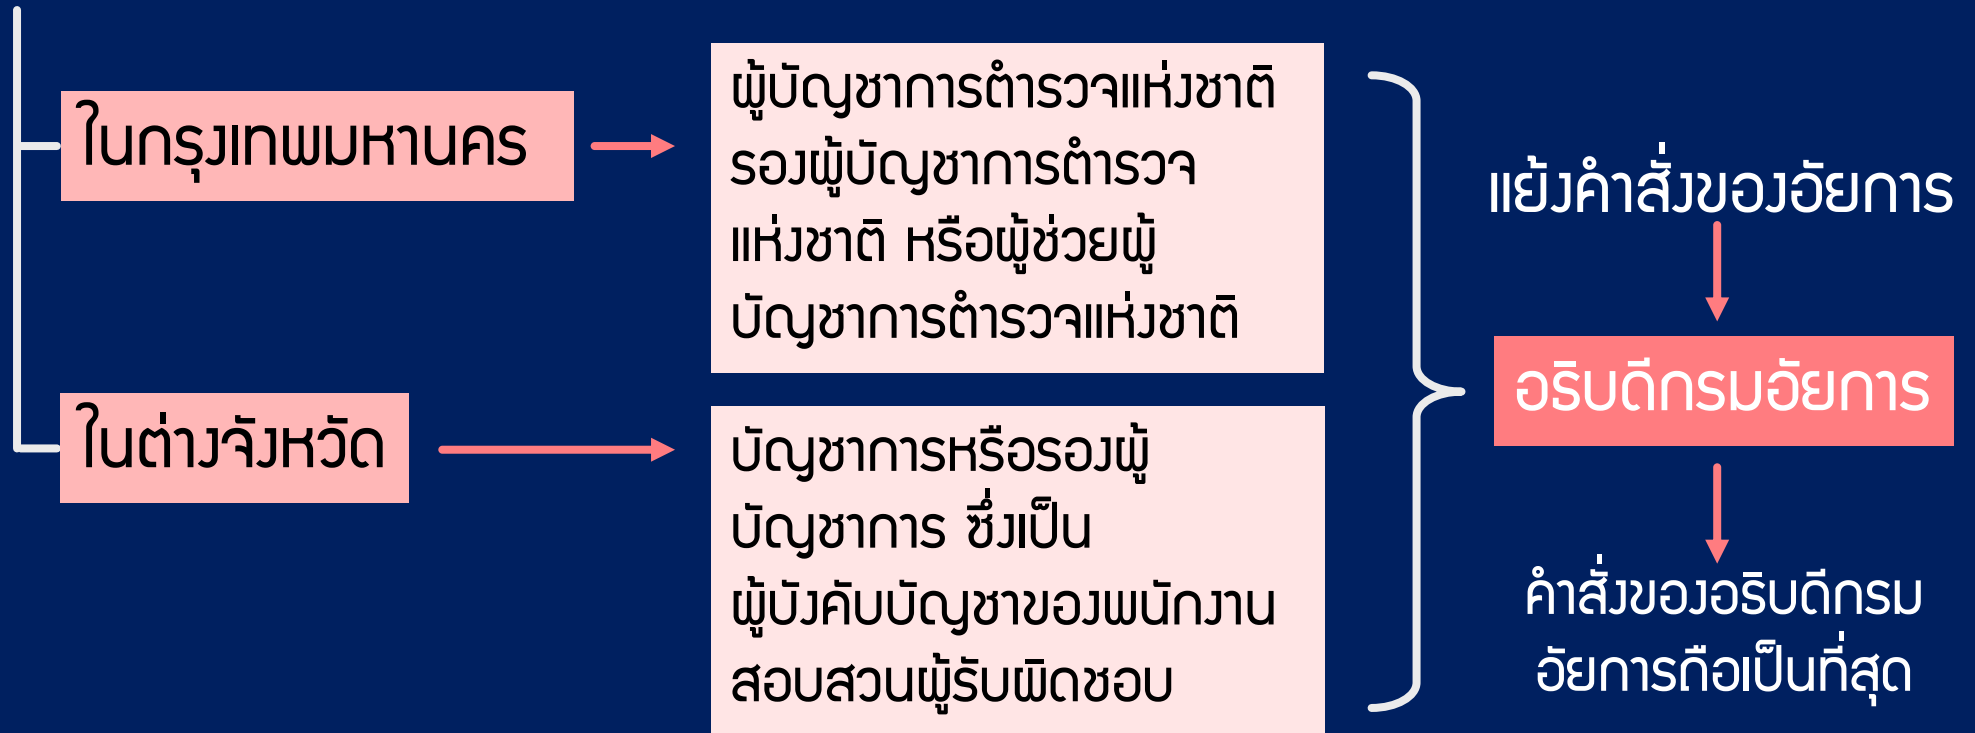 ในกรุงเทพมหานคร
ผู้บัญชาการตำรวจแห่งชาติ
รองผู้บัญชาการตำรวจ
แห่งชาติ หรือผู้ช่วยผู้
บัญชาการตำรวจแห่งชาติ
ในต่างจังหวัด
บัญชาการหรือรองผู้
บัญชาการ ซึ่งเป็น
ผู้บังคับบัญชาของพนักงาน
สอบสวนผู้รับผิดชอบ
แย้งคำสั่งของอัยการ
อธิบดีกรมอัยการ
คำสั่งของอธิบดีกรม
อัยการถือเป็นที่สุด